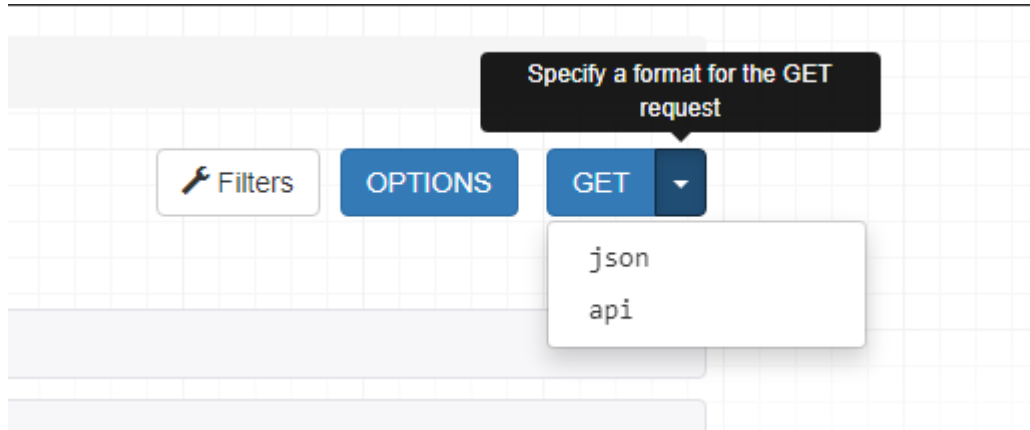 Specify a format for the GET
request
Filters OPTIONS GET
json
api